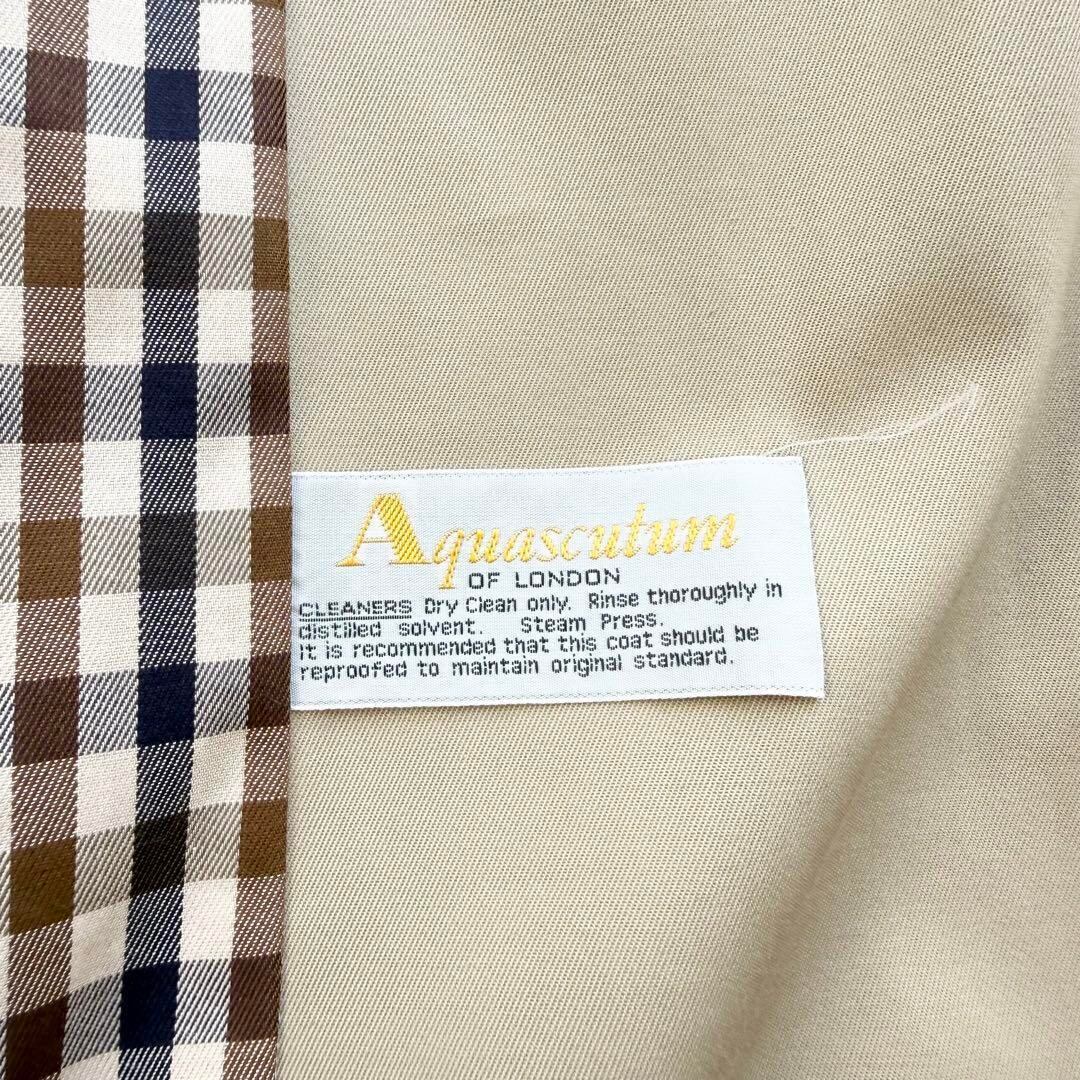 Aquascutum
OF LONDON
CLEANERS Dry Clean only. Rinse thoroughly in
distilled solvent. Steam Press.
It is recommended that this coat should be
reproofed to maintain original standard.